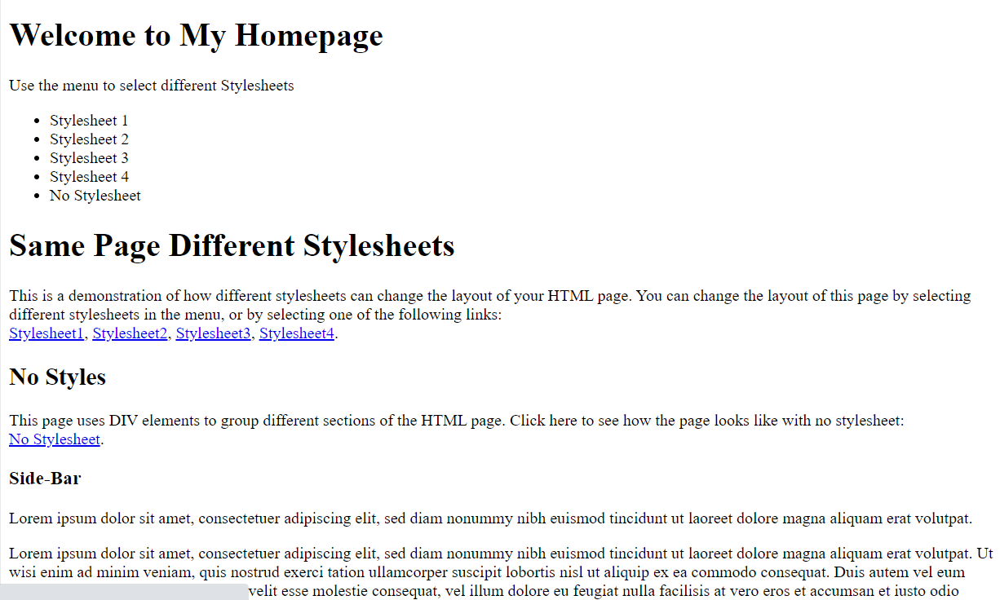 Welcome to My Homepage
Use the menu to select different Stylesheets
Stylesheet 1
Stylesheet 2
Stylesheet 3
Stylesheet 4
No Stylesheet
Same Page Different Stylesheets
This is a demonstration of how different stylesheets can change the layout of your HTML page. You can change the layout of this page by selecting
different stylesheets in the menu, or by selecting one of the following links:
Stylesheet1, Stylesheet2, Stylesheet3, Stylesheet4.
No Styles
This page uses DIV elements to group different sections of the HTML page. Click here to see how the page looks like with no stylesheet:
No Stylesheet.
Side-Bar
Lorem ipsum dolor sit amet, consectetuer adipiscing elit, sed diam nonummy nibh euismod tincidunt ut laoreet dolore magna aliquam erat volutpat.
Lorem ipsum dolor sit amet, consectetuer adipiscing elit, sed diam nonummy nibh euismod tincidunt ut laoreet dolore magna aliquam erat volutpat. Ut
wisi enim ad minim veniam, quis nostrud exerci tation ullamcorper suscipit lobortis nisl ut aliquip ex ea commodo consequat. Duis autem vel eum
velit esse molestie consequat, vel illum dolore eu feugiat nulla facilisis at vero eros et accumsan et iusto odio